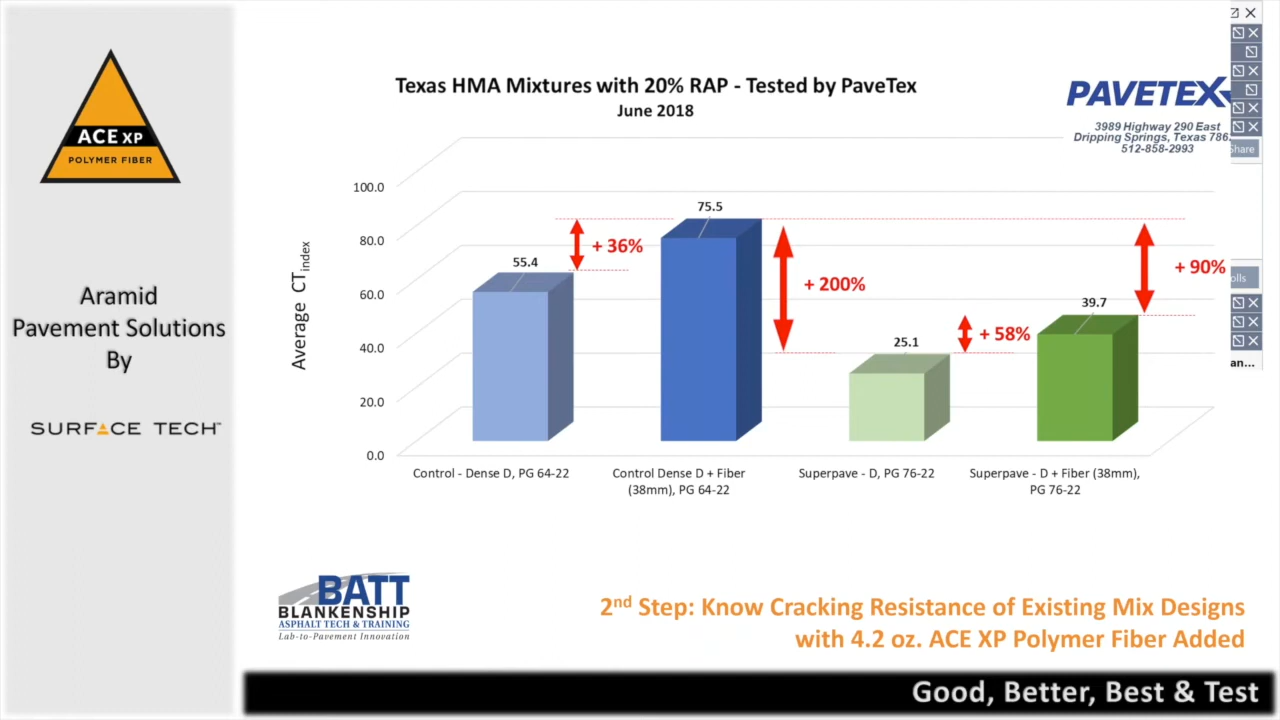 ACE XP
POLYMER FIBER
Aramid
Pavement Solutions
By
SURFACE TECH
Texas HMA Mixtures with 20% RAP - Tested by PaveTex
June 2018
PAVETEX
3989 Highway 290 East
Dripping Springs, Texas 786
512-858-2993
Share
olls
an...
Average CTindex
100.0
80.0
60.0
40.0
20.0
0.0
55.4
+ 36%
75.5
+ 200%
25.1
+ 58%
39.7
+ 90%
Control - Dense D, PG 64-22
Control Dense D + Fiber
(38mm), PG 64-22
Superpave - D, PG 76-22
Superpave - D + Fiber (38mm),
PG 76-22
BATT
BLANKENSHIP
ASPHALT TECH & TRAINING
Lab-to-Pavement Innovation
2nd Step: Know Cracking Resistance of Existing Mix Designs
with 4.2 oz. ACE XP Polymer Fiber Added
Good, Better, Best & Test